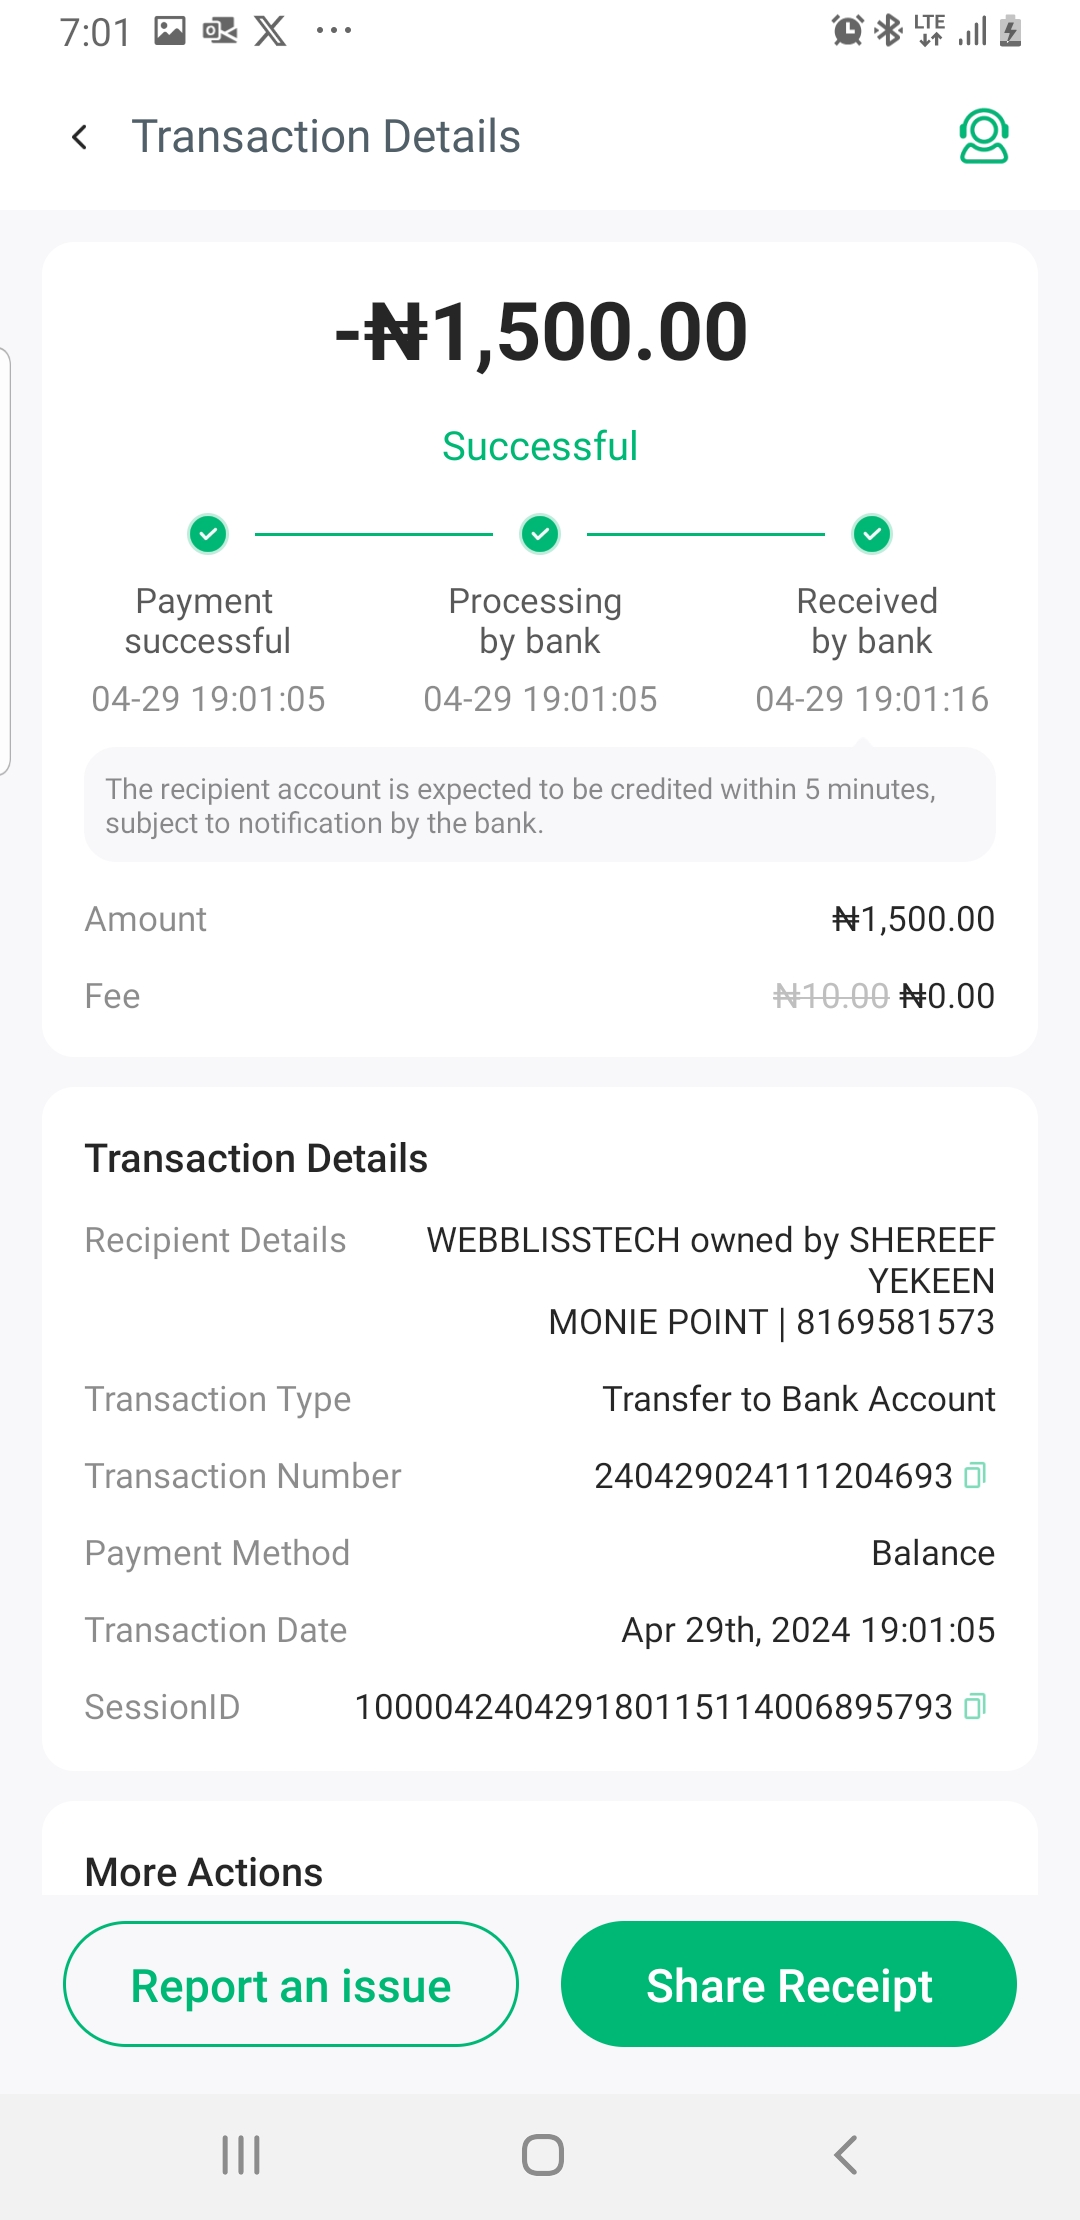 7:01
LTE
Transaction Details
-₦1,500.00
Successful
Payment successful
Processing by bank
Received by bank
04-29 19:01:05
04-29 19:01:05
04-29 19:01:16
The recipient account is expected to be credited within 5 minutes,
subject to notification by the bank.
Amount ₦1,500.00
Fee ₦10.00 ₦0.00
Transaction Details
Recipient Details WEBBLISSTECH owned by SHEREEF
YEKEEN
MONIE POINT | 8169581573
Transaction Type Transfer to Bank Account
Transaction Number 240429024111204693
Payment Method Balance
Transaction Date Apr 29th, 2024 19:01:05
SessionID 100004240429180115114006895793
More Actions
Report an issue
Share Receipt